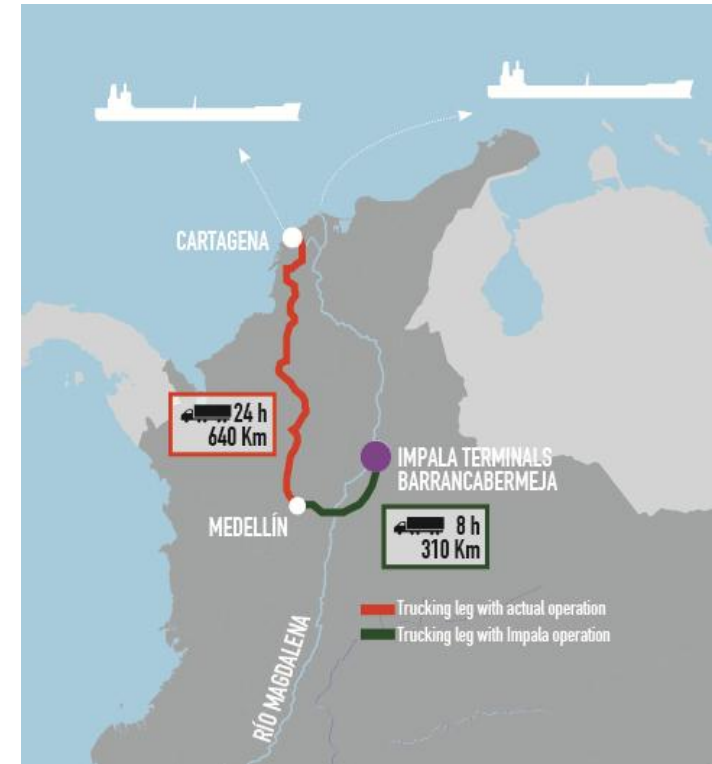 CARTAGENA
24 h
640 Km
IMPALA TERMINALS
BARRANCABERMEJA
MEDELLÍN
8 h
310 Km
Trucking leg with actual operation
Trucking leg with Impala operation
RÍO MAGDALENA